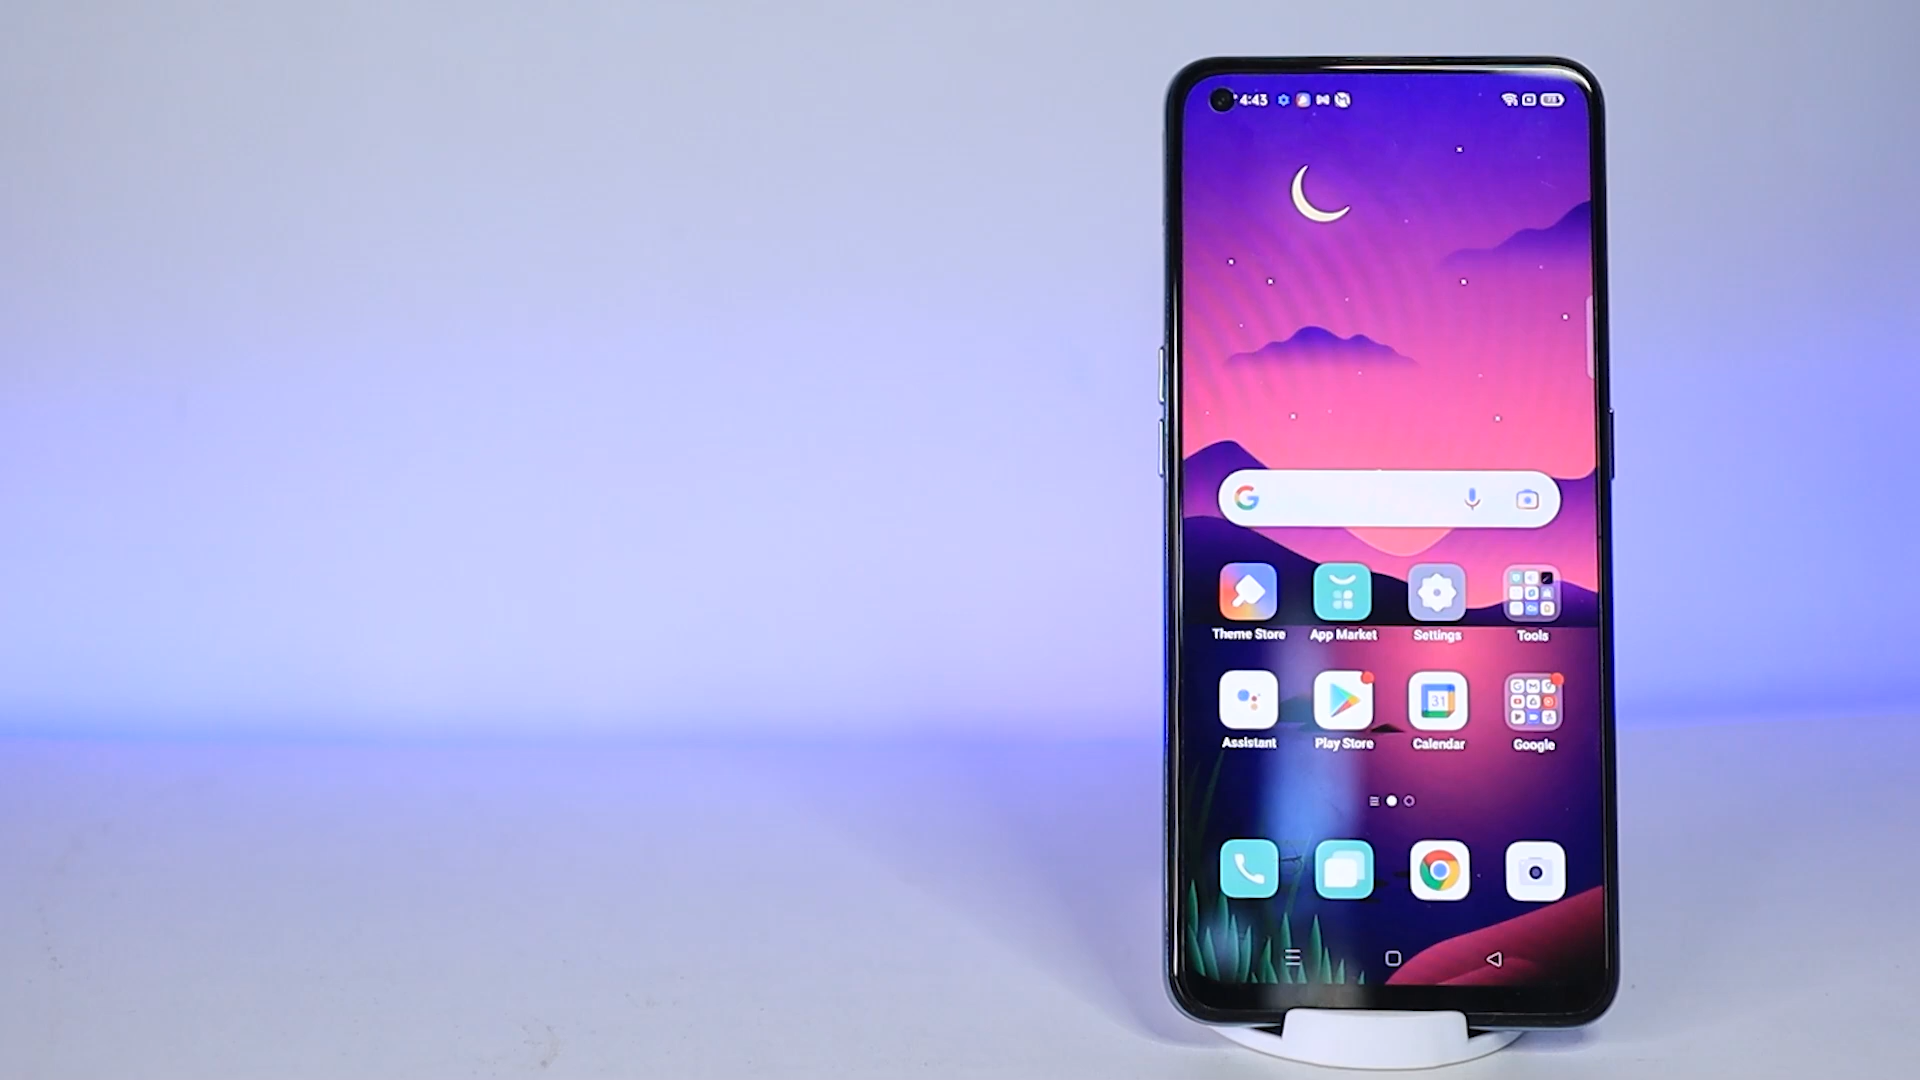 4:43
Theme Store App Market Settings Tools
31
Assistant Play Store Calendar Google